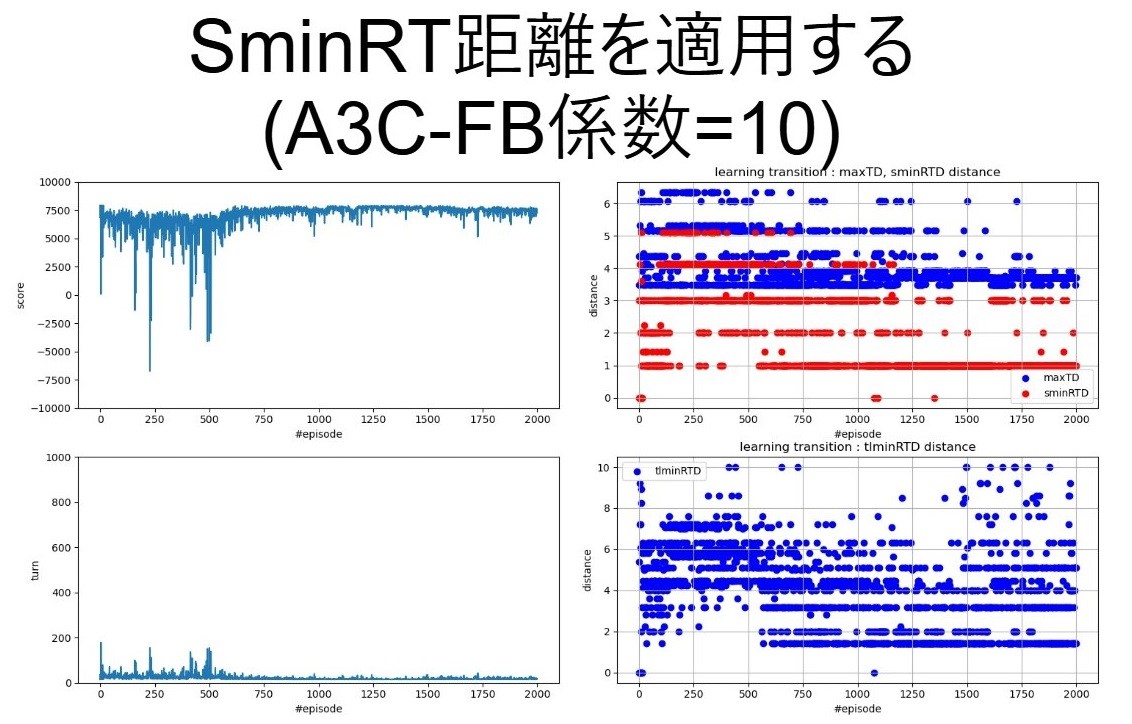 SminRT距離を適用する
(A3C-FB係数=10)
10000
7500
5000
2500
0
−2500
−5000
−7500
−10000
score
0 250 500 750 1000 1250 1500 1750 2000
#episode
learning transition : maxTD, sminRTD distance
6
5
4
3
2
1
0
distance
maxTD
sminRTD
0 250 500 750 1000 1250 1500 1750 2000
#episode
1000
800
600
400
200
0
turn
0 250 500 750 1000 1250 1500 1750 2000
#episode
learning transition : tlminRTD distance
tlminRTD
10
8
6
4
2
0
distance
0 250 500 750 1000 1250 1500 1750 2000
#episode